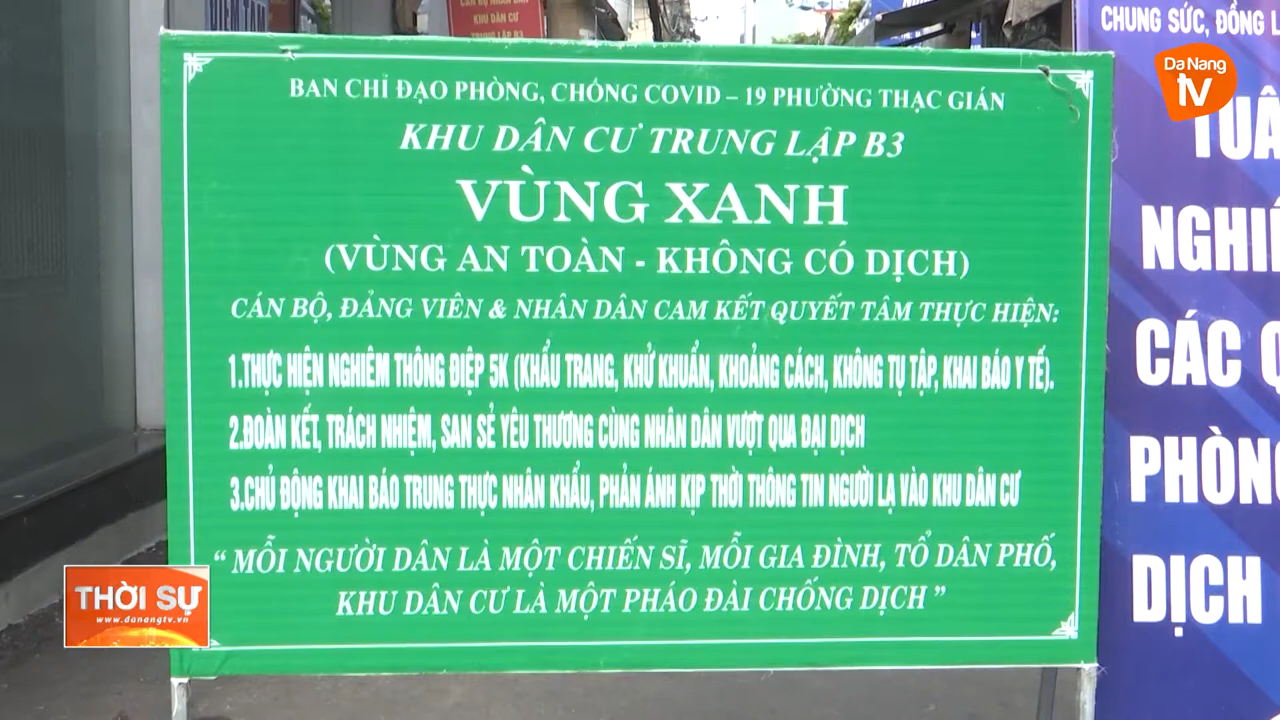 KHU DÂN CƯ
CHUNG SỨC, ĐỒNG
Da Nang
tv
BAN CHỈ ĐẠO PHÒNG, CHỐNG COVID – 19 PHƯỜNG THẠC GIÁN
KHU DÂN CƯ TRUNG LẬP B3
VÙNG XANH
(VÙNG AN TOÀN - KHÔNG CÓ DỊCH)
CÁN BỘ, ĐẢNG VIÊN & NHÂN DÂN CAM KẾT QUYẾT TÂM THỰC HIỆN:
1.THỰC HIỆN NGHIÊM THÔNG ĐIỆP 5K (KHẨU TRANG, KHỬ KHUẨN, KHOẢNG CÁCH, KHÔNG TỤ TẬP, KHAI BÁO Y TẾ).
2.ĐOÀN KẾT, TRÁCH NHIỆM, SAN SẺ YÊU THƯƠNG CÙNG NHÂN DÂN VƯỢT QUA ĐẠI DỊCH
3.CHỦ ĐỘNG KHAI BÁO TRUNG THỰC NHÂN KHẨU, PHẢN ÁNH KỊP THỜI THÔNG TIN NGƯỜI LẠ VÀO KHU DÂN CƯ
“ MỖI NGƯỜI DÂN LÀ MỘT CHIẾN SĨ, MỖI GIA ĐÌNH, TỔ DÂN PHỐ,
KHU DÂN CƯ LÀ MỘT PHÁO ĐÀI CHỐNG DỊCH ”
CÁC
DỊCH
THỜI SỰ
www.danangtv.vn